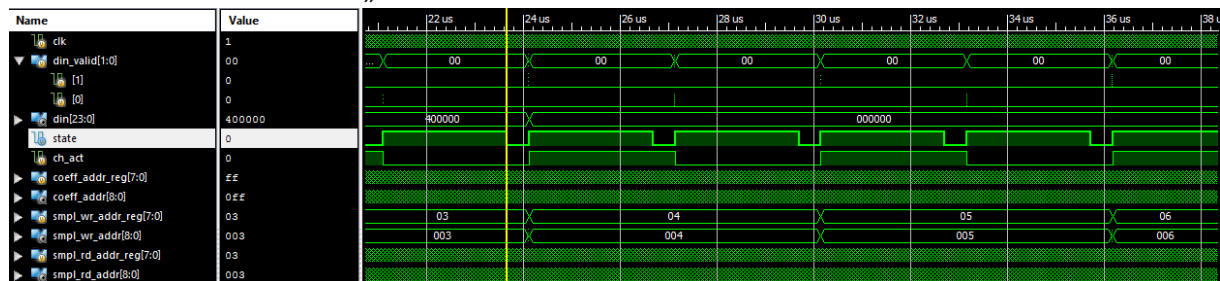 Name Value 22 us 24 us 26 us 28 us 30 us 32 us 34 us 36 us 38 u
clk 1
din_valid[1:0] 00 ... 00 00 00 00 00 00
[1] 0
[0] 0
din[23:0] 400000 400000 000000
state 0
ch_act 0
coeff_addr_reg[7:0] ff
coeff_addr[8:0] 0ff
smpl_wr_addr_reg[7:0] 03 03 04 05 06
smpl_wr_addr[8:0] 003 003 004 005 006
smpl_rd_addr_reg[7:0] 03
smpl_rd_addr[8:0] 003